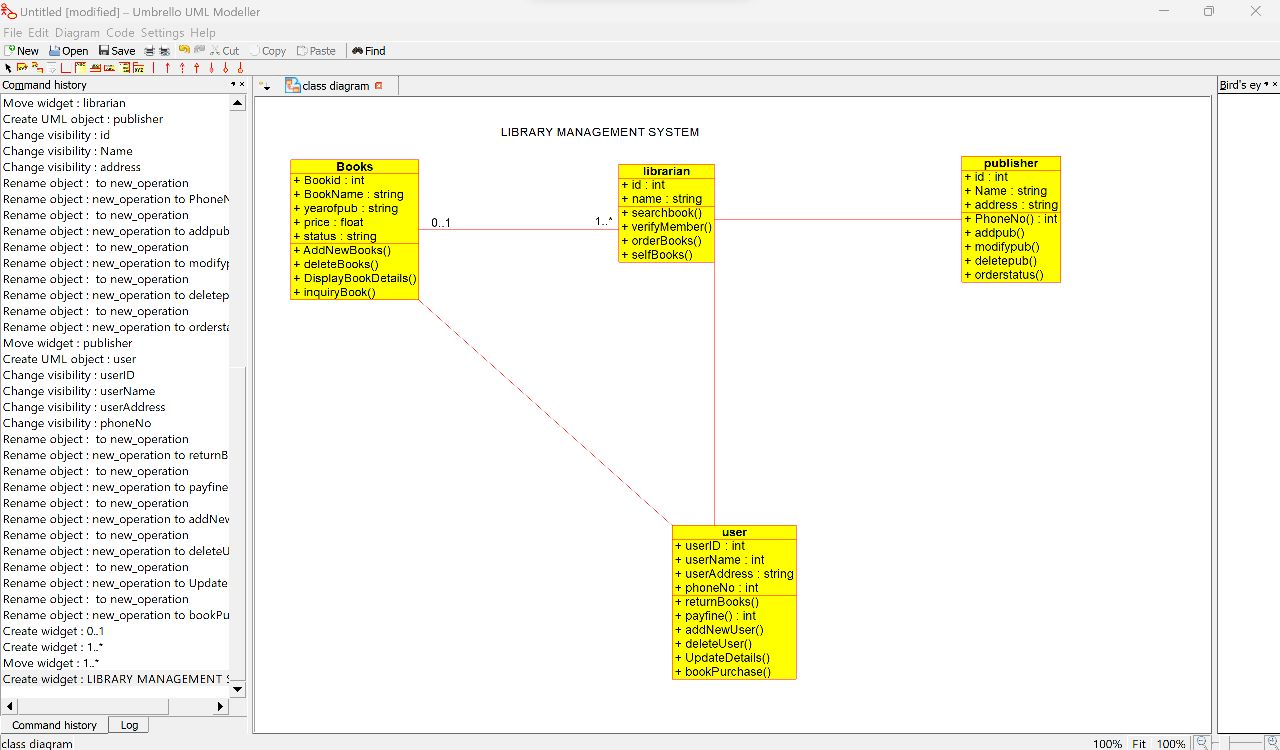 Untitled [modified] – Umbrello UML Modeller
File Edit Diagram Code Settings Help
New Open Save Cut Copy Paste Find
Command history
Move widget : librarian
Create UML object : publisher
Change visibility : id
Change visibility : Name
Change visibility : address
Rename object : to new_operation
Rename object : new_operation to PhoneN
Rename object : to new_operation
Rename object : new_operation to addpub
Rename object : to new_operation
Rename object : new_operation to modifyp
Rename object : to new_operation
Rename object : new_operation to deletep
Rename object : to new_operation
Rename object : new_operation to ordersta
Move widget : publisher
Create UML object : user
Change visibility : userID
Change visibility : userName
Change visibility : userAddress
Change visibility : phoneNo
Rename object : to new_operation
Rename object : new_operation to returnB
Rename object : to new_operation
Rename object : new_operation to payfine
Rename object : to new_operation
Rename object : new_operation to addNew
Rename object : to new_operation
Rename object : new_operation to deleteU
Rename object : to new_operation
Rename object : new_operation to Update
Rename object : to new_operation
Rename object : new_operation to bookPu
Create widget : 0..1
Create widget : 1..*
Move widget : 1..*
Create widget : LIBRARY MANAGEMENT S
Command history Log
class diagram
class diagram
LIBRARY MANAGEMENT SYSTEM
Books
+ Bookid : int
+ BookName : string
+ yearofpub : string
+ price : float
+ status : string
+ AddNewBooks()
+ deleteBooks()
+ DisplayBookDetails()
+ inquiryBook()
0..1
1..*
librarian
+ id : int
+ name : string
+ searchbook()
+ verifyMember()
+ orderBooks()
+ selfBooks()
publisher
+ id : int
+ Name : string
+ address : string
+ PhoneNo() : int
+ addpub()
+ modifypub()
+ deletepub()
+ orderstatus()
user
+ userID : int
+ userName : int
+ userAddress : string
+ phoneNo : int
+ returnBooks()
+ payfine() : int
+ addNewUser()
+ deleteUser()
+ UpdateDetails()
+ bookPurchase()
Bird's ey
100% Fit 100%